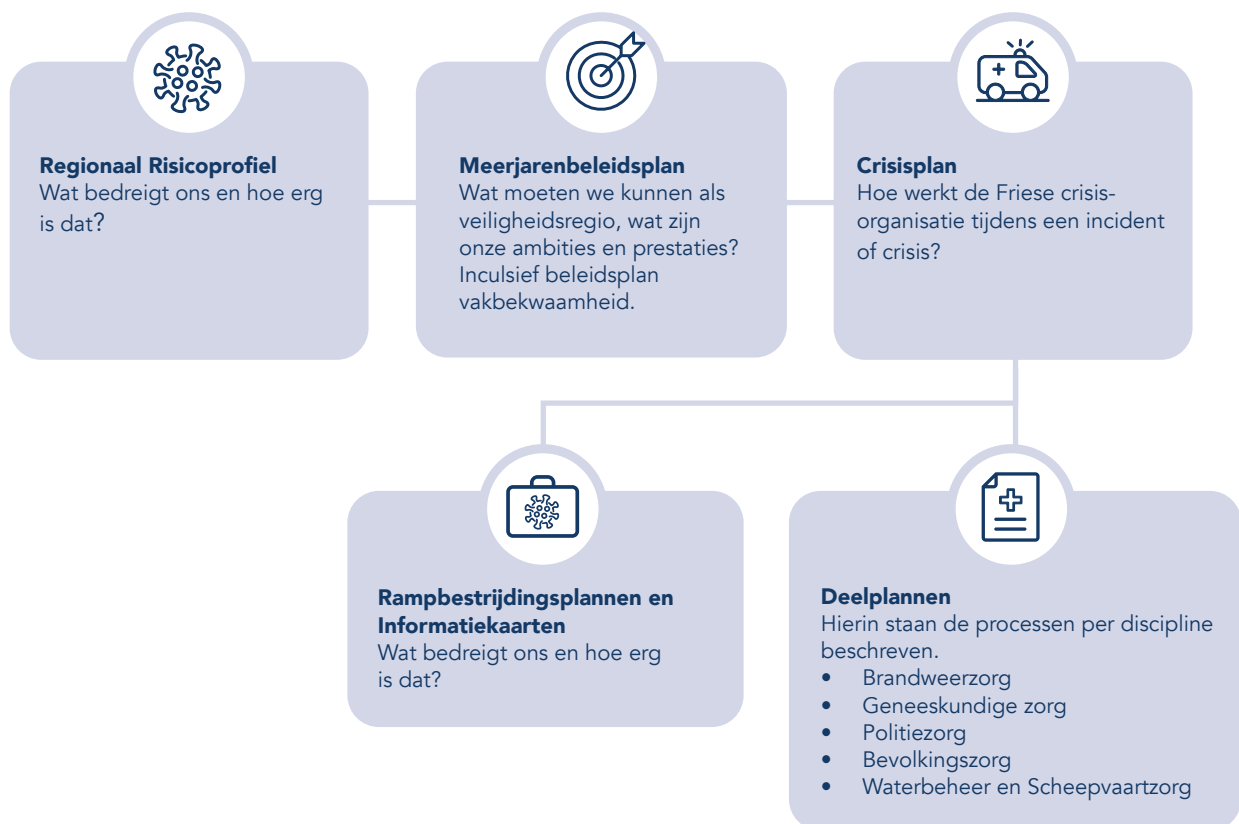 Regionaal Risicoprofiel
Wat bedreigt ons en hoe erg
is dat?
Meerjarenbeleidsplan
Wat moeten we kunnen als
veiligheidsregio, wat zijn
onze ambities en prestaties?
Inculsief beleidsplan
vakbekwaamheid.
Crisisplan
Hoe werkt de Friese crisis-
organisatie tijdens een incident
of crisis?
Rampbestrijdingsplannen en
Informatiekaarten
Wat bedreigt ons en hoe erg
is dat?
Deelplannen
Hierin staan de processen per discipline
beschreven.
• Brandweerzorg
• Geneeskundige zorg
• Politiezorg
• Bevolkingszorg
• Waterbeheer en Scheepvaartzorg